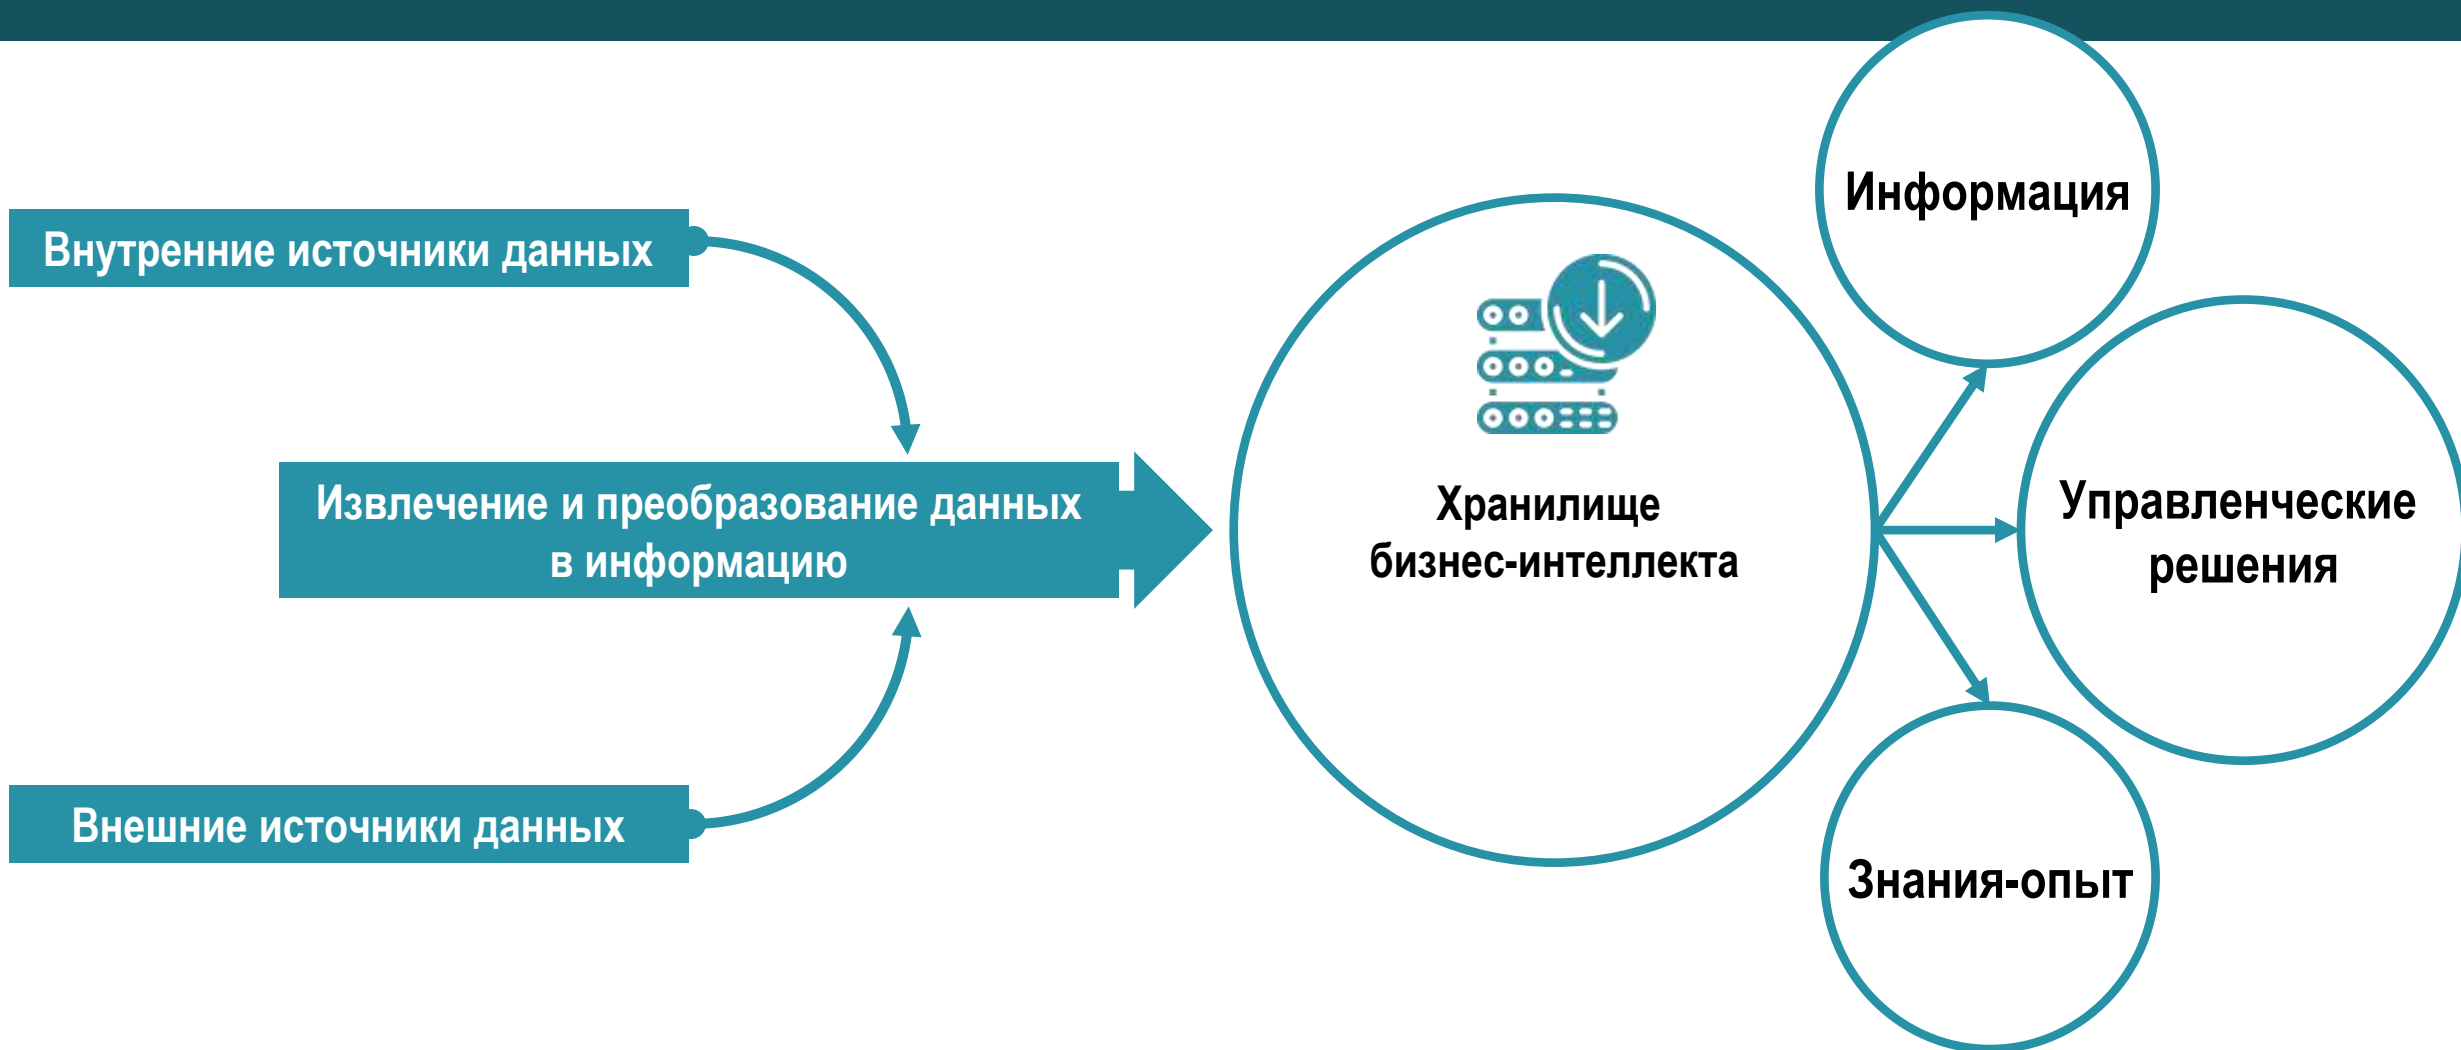 Внутренние источники данных
Извлечение и преобразование данных
в информацию
Внешние источники данных
Хранилище
бизнес-интеллекта
Информация
Управленческие
решения
Знания-опыт